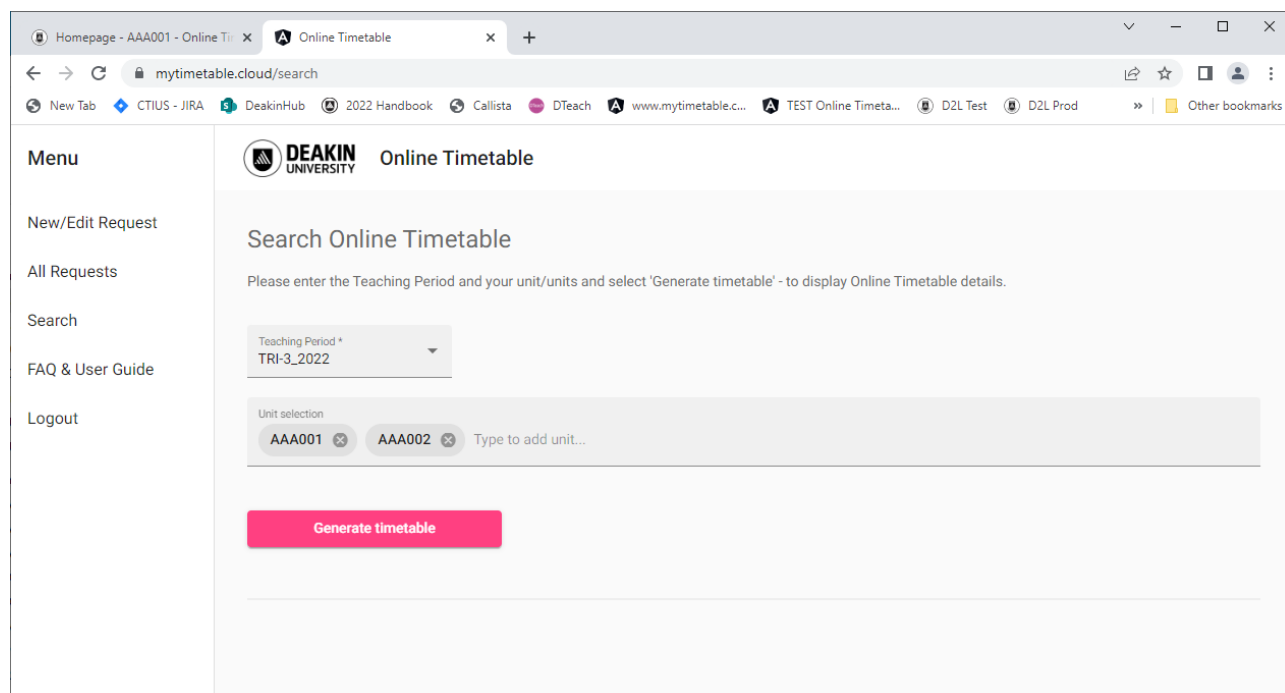 Homepage - AAA001 - Online Ti
Online Timetable
mytimetable.cloud/search
New Tab
CTIUS - JIRA
DeakinHub
2022 Handbook
Callista
DTeach
www.mytimetable.c...
TEST Online Timeta...
D2L Test
D2L Prod
»
Other bookmarks
Menu
New/Edit Request
All Requests
Search
FAQ & User Guide
Logout
DEAKIN
UNIVERSITY
Online Timetable
Search Online Timetable
Please enter the Teaching Period and your unit/units and select 'Generate timetable' - to display Online Timetable details.
Teaching Period *
TRI-3_2022
Unit selection
AAA001 AAA002 Type to add unit...
Generate timetable